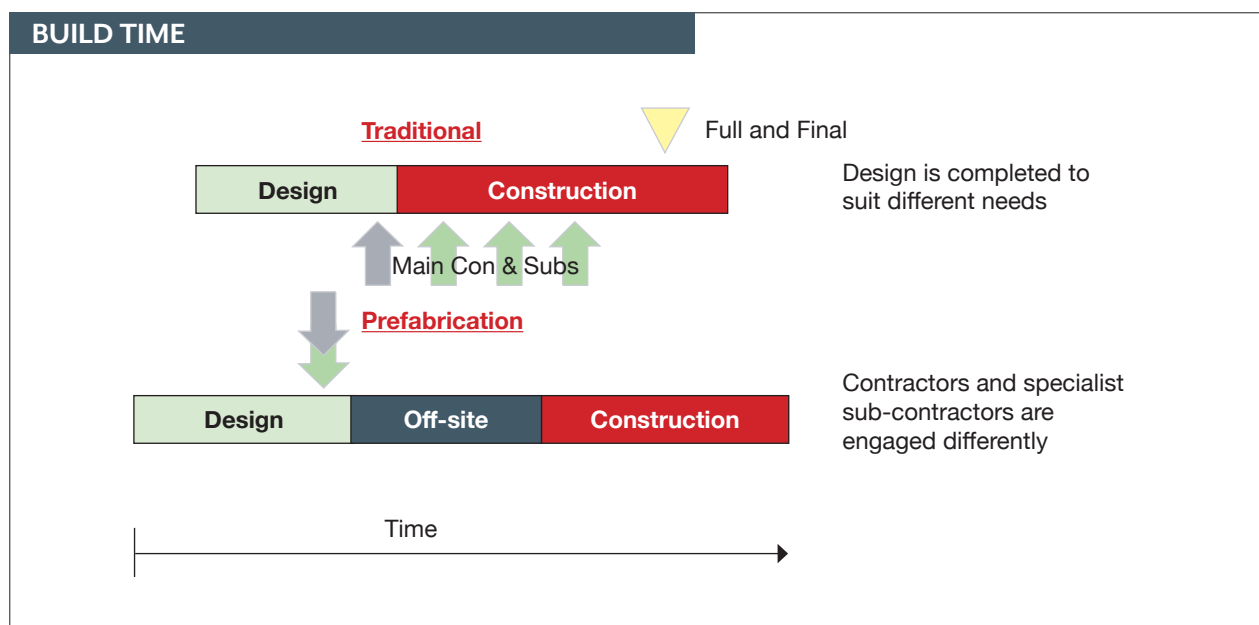 BUILD TIME
Traditional
Full and Final
Design
Construction
Design is completed to
suit different needs
Main Con & Subs
Prefabrication
Design
Off-site
Construction
Contractors and specialist
sub-contractors are
engaged differently
Time